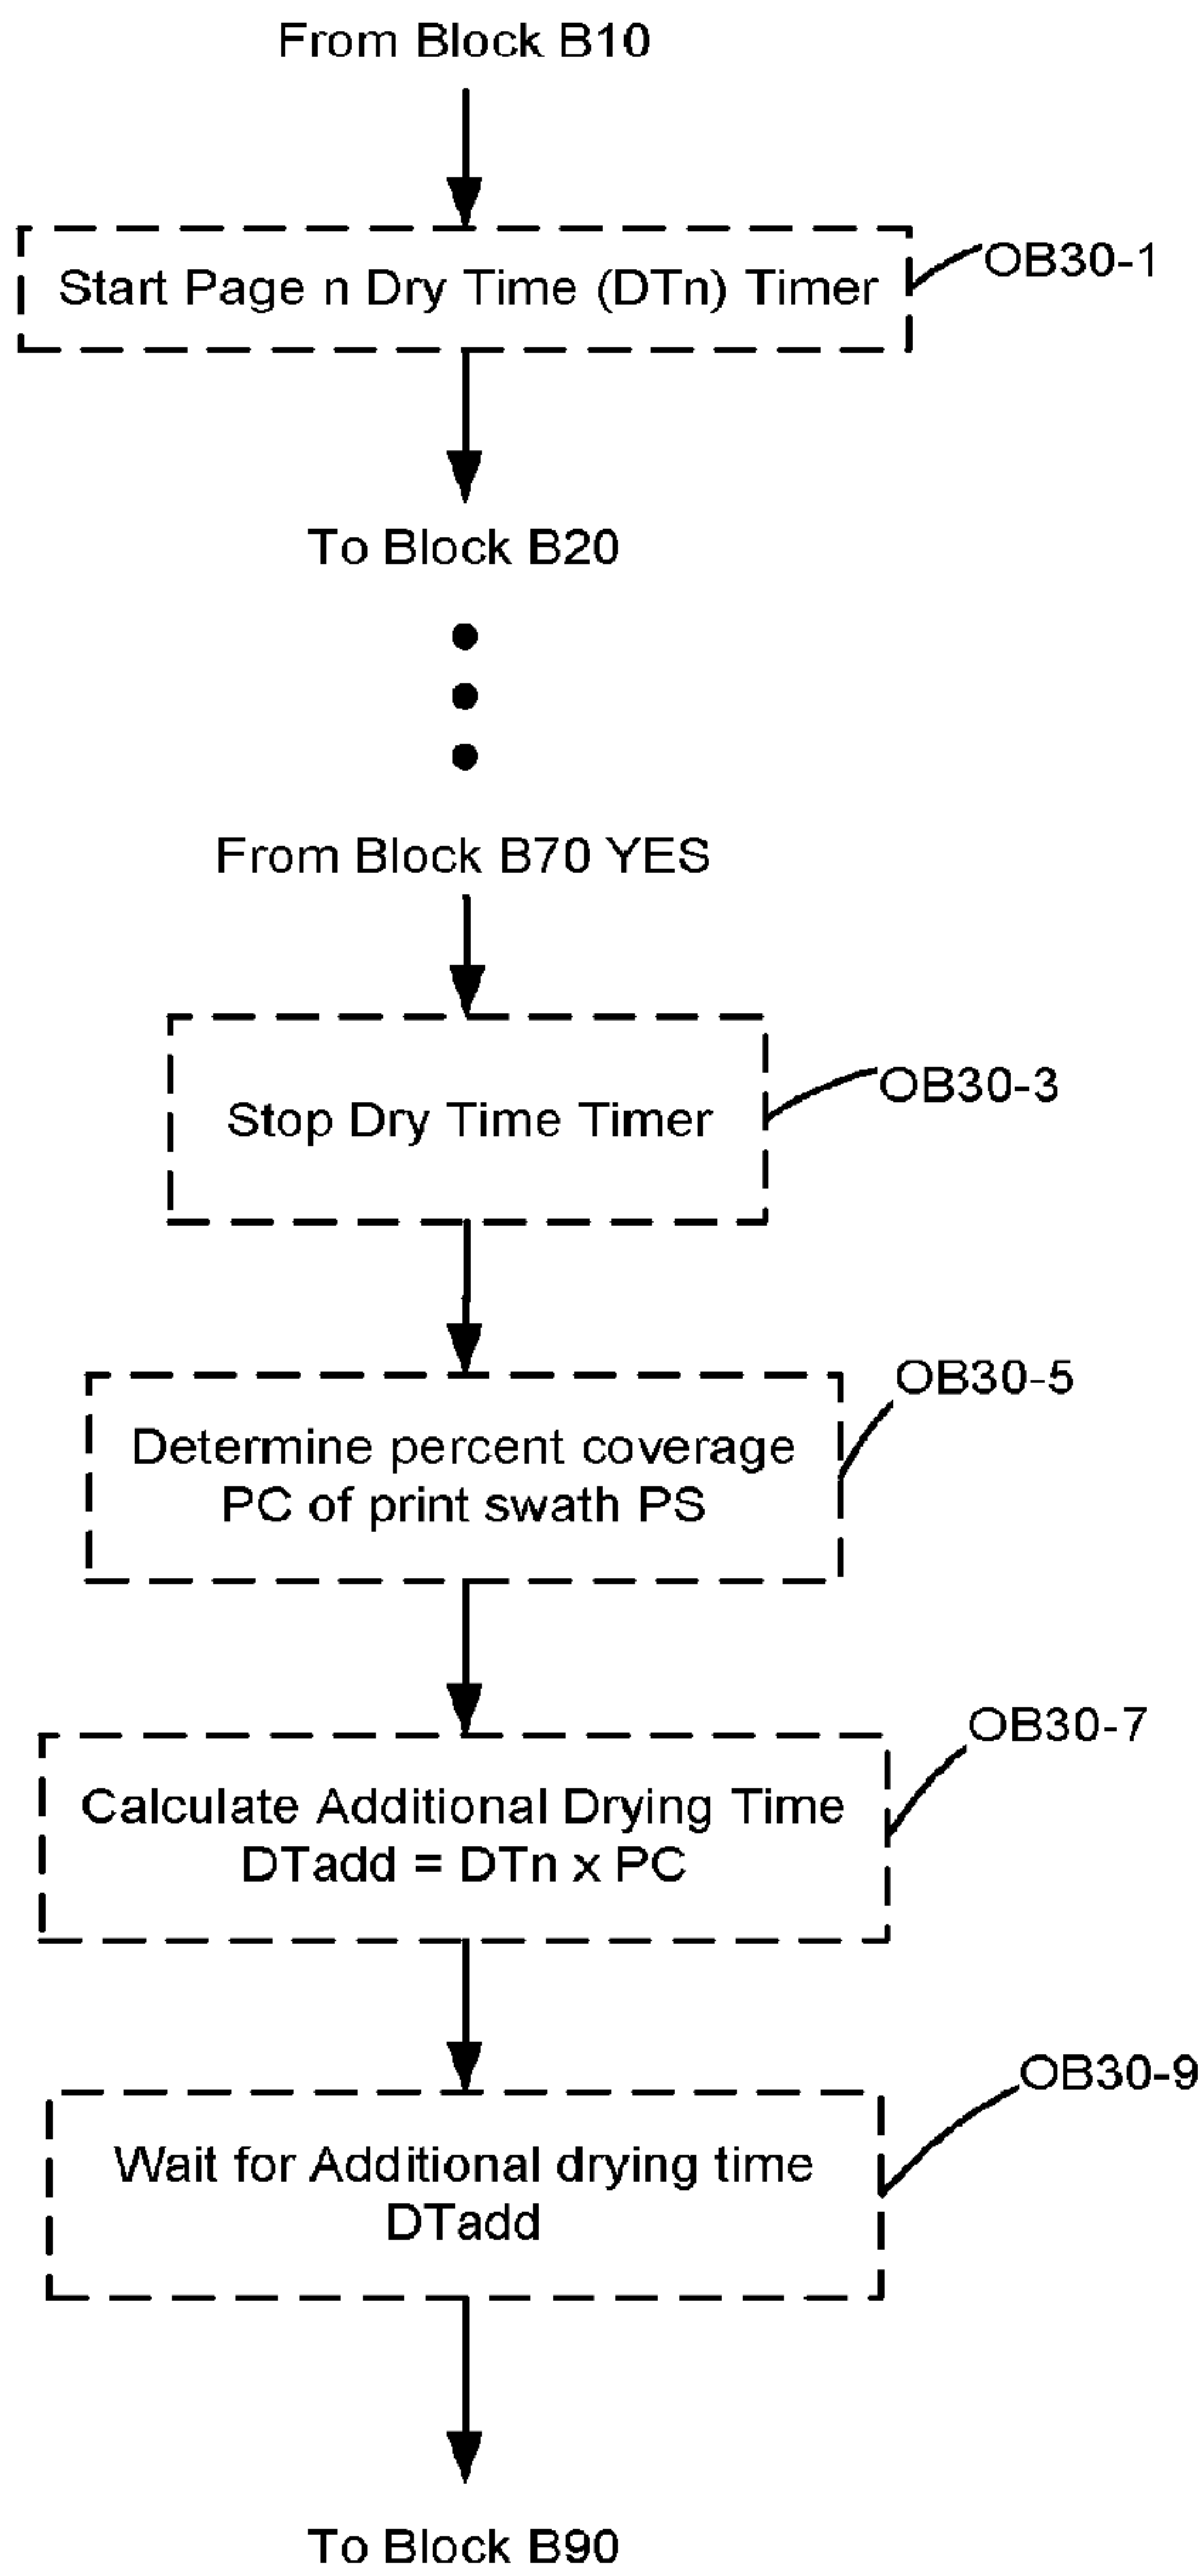 From Block B10
Start Page n Dry Time (DTn) Timer
OB30-1
To Block B20
From Block B70 YES
Stop Dry Time Timer
OB30-3
Determine percent coverage
PC of print swath PS
OB30-5
Calculate Additional Drying Time
DTadd = DTn x PC
OB30-7
Wait for Additional drying time
DTadd
OB30-9
To Block B90